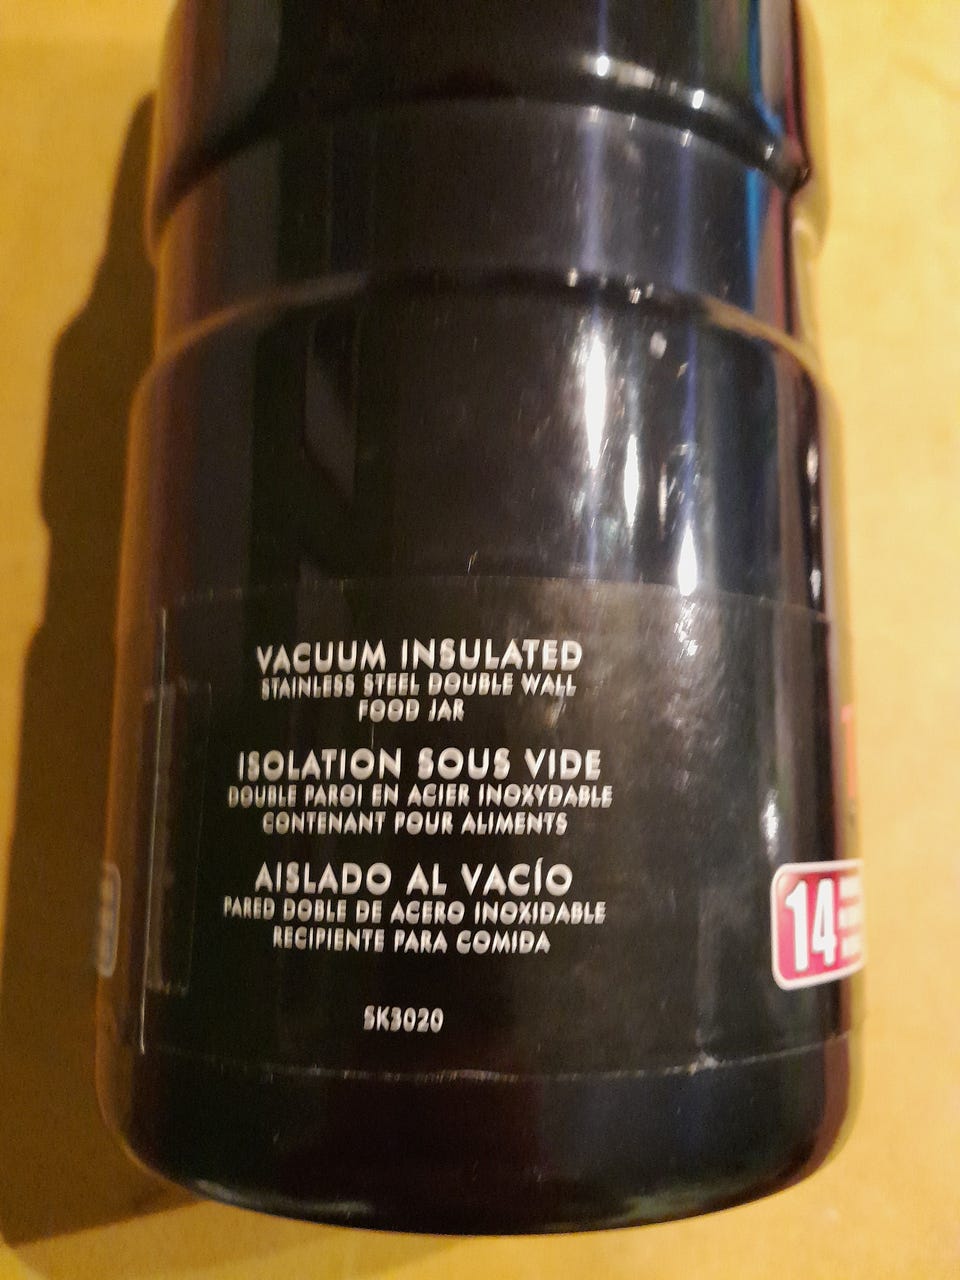 VACUUM INSULATED
STAINLESS STEEL DOUBLE WALL
FOOD JAR
ISOLATION SOUS VIDE
DOUBLE PAROI EN ACIER INOXYDABLE
CONTENANT POUR ALIMENTS
AISLADO AL VACÍO
PARED DOBLE DE ACERO INOXIDABLE
RECIPIENTE PARA COMIDA
SK3020
14